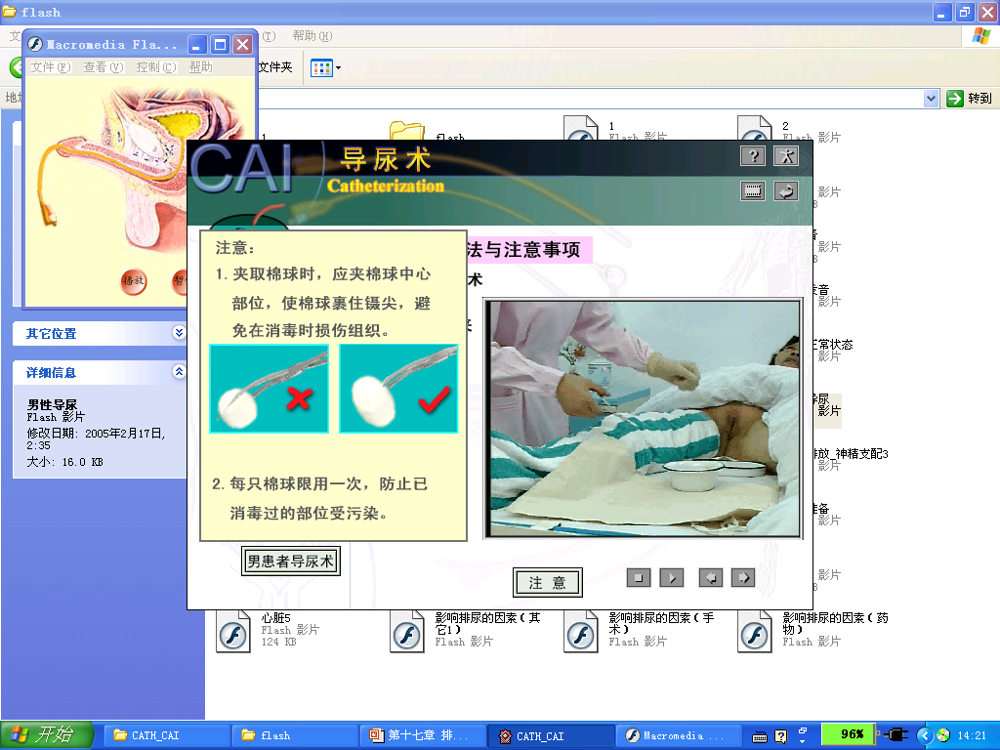 flash
文
(T)
帮助(H)
Macromedia Fla...
文件(F)
查看(V)
控制(C)
帮助
文件夹
地址
转到
播放
1
flash
1
Flash 影片
2
Flash 影片
CAI
导尿术
Catheterization
?
法与注意事项
术
注意：
1. 夹取棉球时，应夹棉球中心
部位，使棉球裹住镊尖，避
免在消毒时损伤组织。
2. 每只棉球限用一次，防止已
消毒过的部位受污染。
男患者导尿术
注 意
影片
B
备
影片
发音
影片
正常状态
影片
导尿
影片
排放_神精支配3
影片
准备
影片
影片
B
其它位置
详细信息
男性导尿
Flash 影片
修改日期: 2005年2月17日,
2:35
大小: 16.0 KB
心脏5
Flash 影片
124 KB
影响排尿的因素（其
它1）
Flash 影片
影响排尿的因素（手
术）
Flash 影片
影响排尿的因素（药
物）
Flash 影片
开始
CATH_CAI
flash
第十七章 排...
CATH_CAI
Macromedia ...
?
96%
14:21